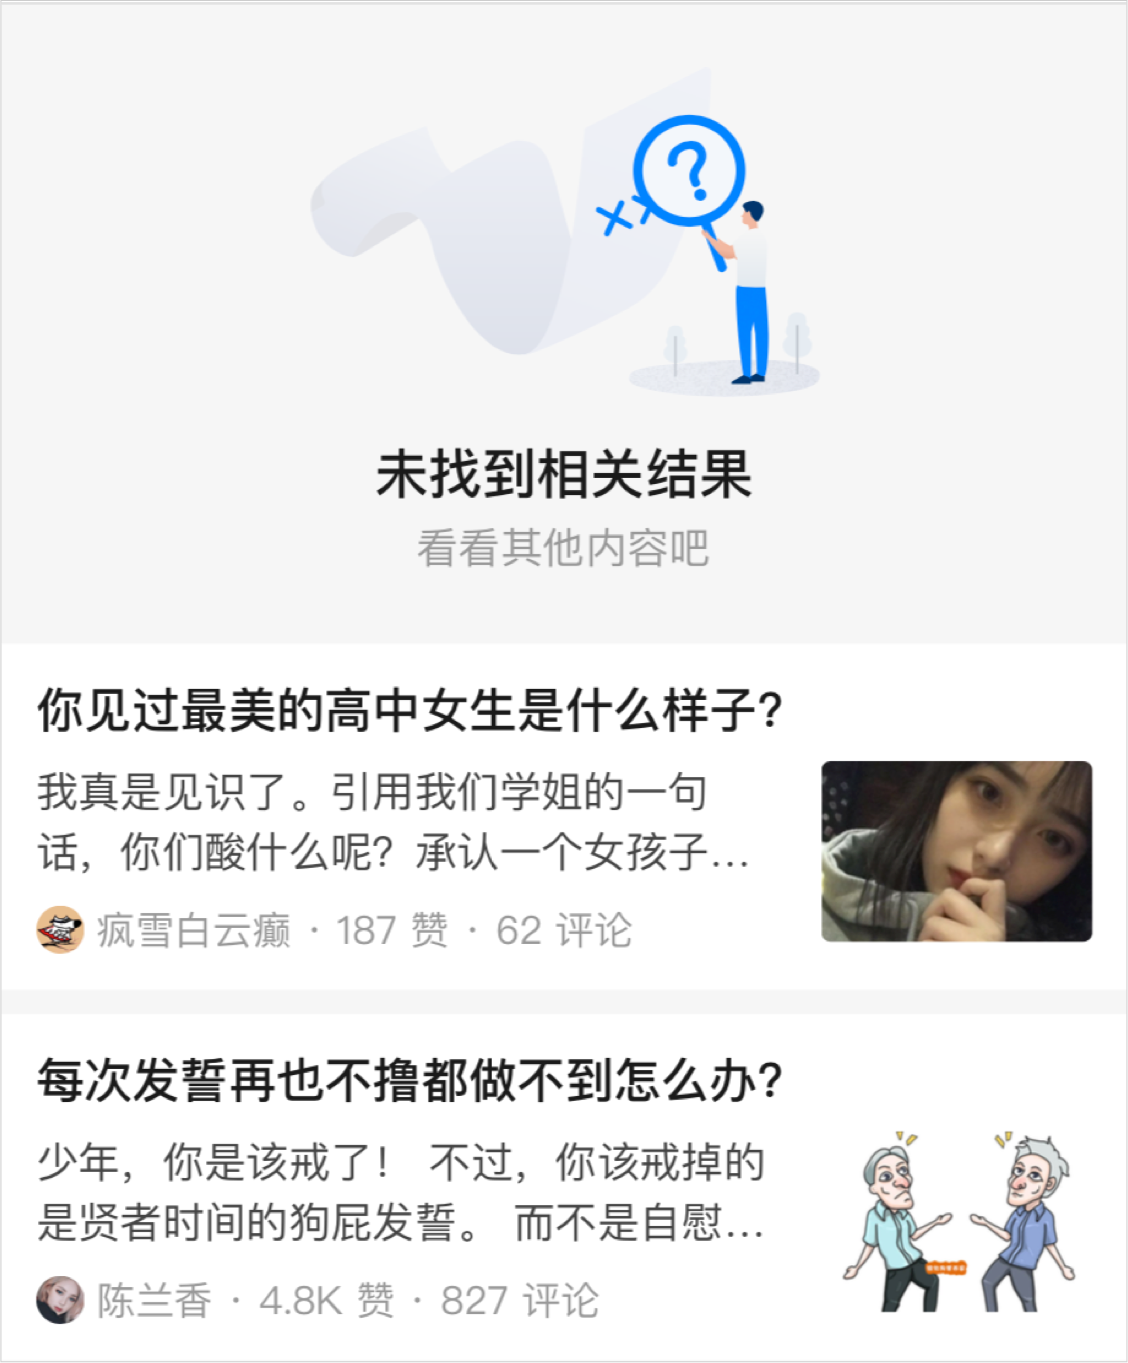 未找到相关结果
看看其他内容吧
你见过最美的高中女生是什么样子?
我真是见识了。引用我们学姐的一句
话，你们酸什么呢？承认一个女孩子...
疯雪白云癫 · 187 赞 · 62 评论
每次发誓再也不撸都做不到怎么办?
少年，你是该戒了！ 不过，你该戒掉的
是贤者时间的狗屁发誓。 而不是自慰...
陈兰香 · 4.8K 赞 · 827 评论